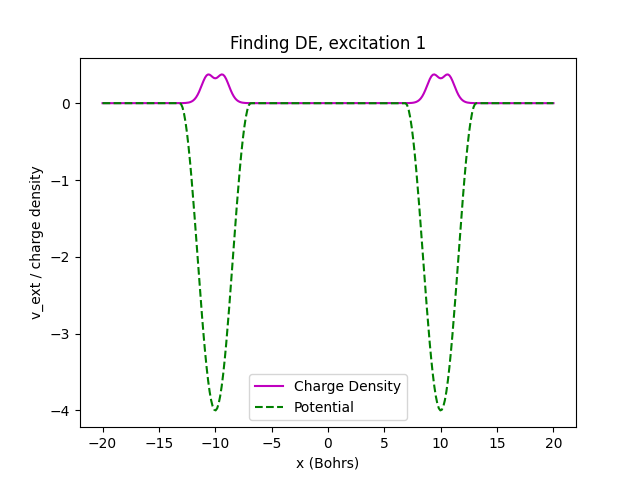 Finding DE, excitation 1
v_ext / charge density
0
−1
−2
−3
−4
Charge Density
Potential
−20 −15 −10 −5 0 5 10 15 20
x (Bohrs)